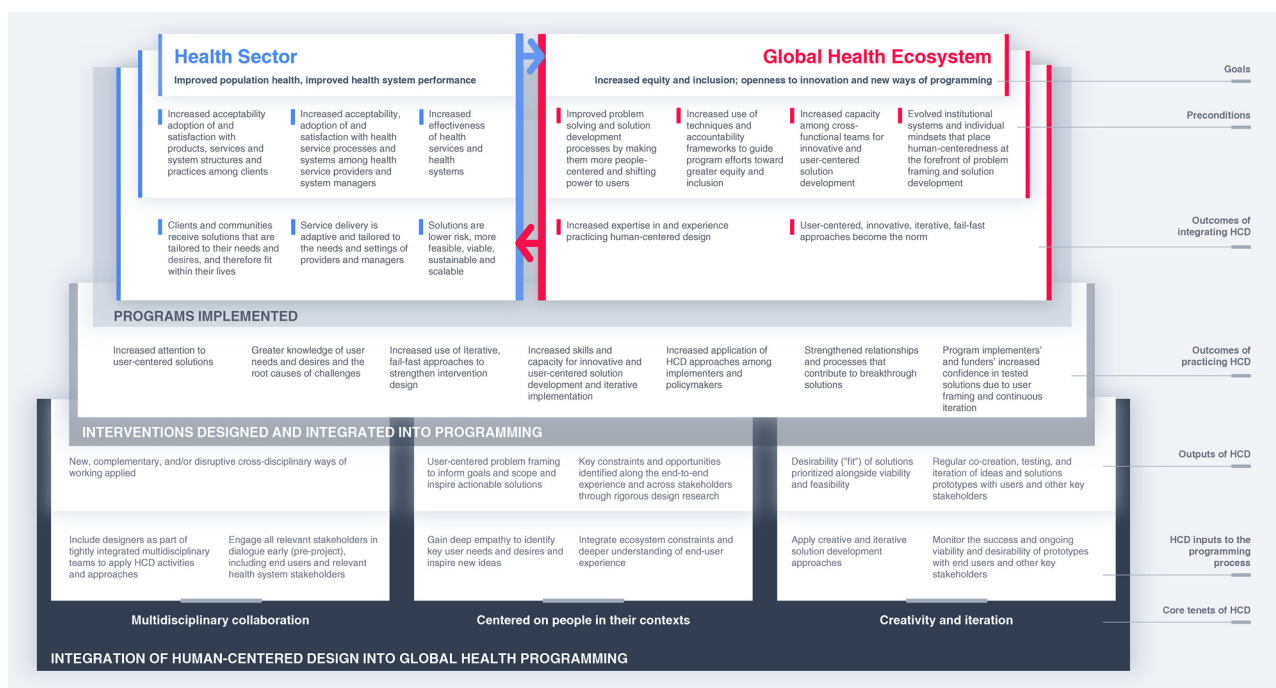 Health Sector
Improved population health, improved health system performance
Global Health Ecosystem
Increased equity and inclusion; openness to innovation and new ways of programming
Goals
Increased acceptability
adoption of and
satisfaction with
products, services and
system structures and
practices among clients
Increased acceptability,
adoption of and
satisfaction with health
service processes and
systems among health
service providers and
system managers
Increased
effectiveness
of health
services and
health
systems
Improved problem
solving and solution
development
processes by making
them more people-
centered and shifting
power to users
Increased use of
techniques and
accountability
frameworks to guide
program efforts toward
greater equity and
inclusion
Increased capacity
among cross-
functional teams for
innovative and
user-centered
solution
development
Evolved institutional
systems and individual
mindsets that place
human-centeredness at
the forefront of problem
framing and solution
development
Preconditions
Clients and communities
receive solutions that are
tailored to their needs and
desires, and therefore fit
within their lives
Service delivery is
adaptive and tailored to
the needs and settings of
providers and managers
Solutions are
lower risk, more
feasible, viable,
sustainable and
scalable
Increased expertise in and experience
practicing human-centered design
User-centered, innovative, iterative, fail-fast
approaches become the norm
Outcomes of
integrating HCD
PROGRAMS IMPLEMENTED
Increased attention to
user-centered solutions
Greater knowledge of user
needs and desires and the
root causes of challenges
Increased use of Iterative,
fail-fast approaches to
strengthen intervention
design
Increased skills and
capacity for innovative and
user-centered solution
development and iterative
implementation
Increased application of
HCD approaches among
implementers and
policymakers
Strengthened relationships
and processes that
contribute to breakthrough
solutions
Program implementers'
and funders' increased
confidence in tested
solutions due to user
framing and continuous
iteration
Outcomes of
practicing HCD
INTERVENTIONS DESIGNED AND INTEGRATED INTO PROGRAMMING
New, complementary, and/or disruptive cross-disciplinary ways of
working applied
User-centered problem framing
to inform goals and scope and
inspire actionable solutions
Key constraints and opportunities
identified along the end-to-end
experience and across stakeholders
through rigorous design research
Desirability ("fit") of solutions
prioritized alongside viability
and feasibility
Regular co-creation, testing, and
iteration of ideas and solutions
prototypes with users and other key
stakeholders
Outputs of HCD
Include designers as part of
tightly integrated multidisciplinary
teams to apply HCD activities
and approaches
Engage all relevant stakeholders in
dialogue early (pre-project),
including end users and relevant
health system stakeholders
Gain deep empathy to identify
key user needs and desires and
inspire new ideas
Integrate ecosystem constraints and
deeper understanding of end-user
experience
Apply creative and iterative
solution development
approaches
Monitor the success and ongoing
viability and desirability of prototypes
with end users and other key
stakeholders
HCD inputs to the
programming
process
Multidisciplinary collaboration
Centered on people in their contexts
Creativity and iteration
Core tenets of HCD
INTEGRATION OF HUMAN-CENTERED DESIGN INTO GLOBAL HEALTH PROGRAMMING